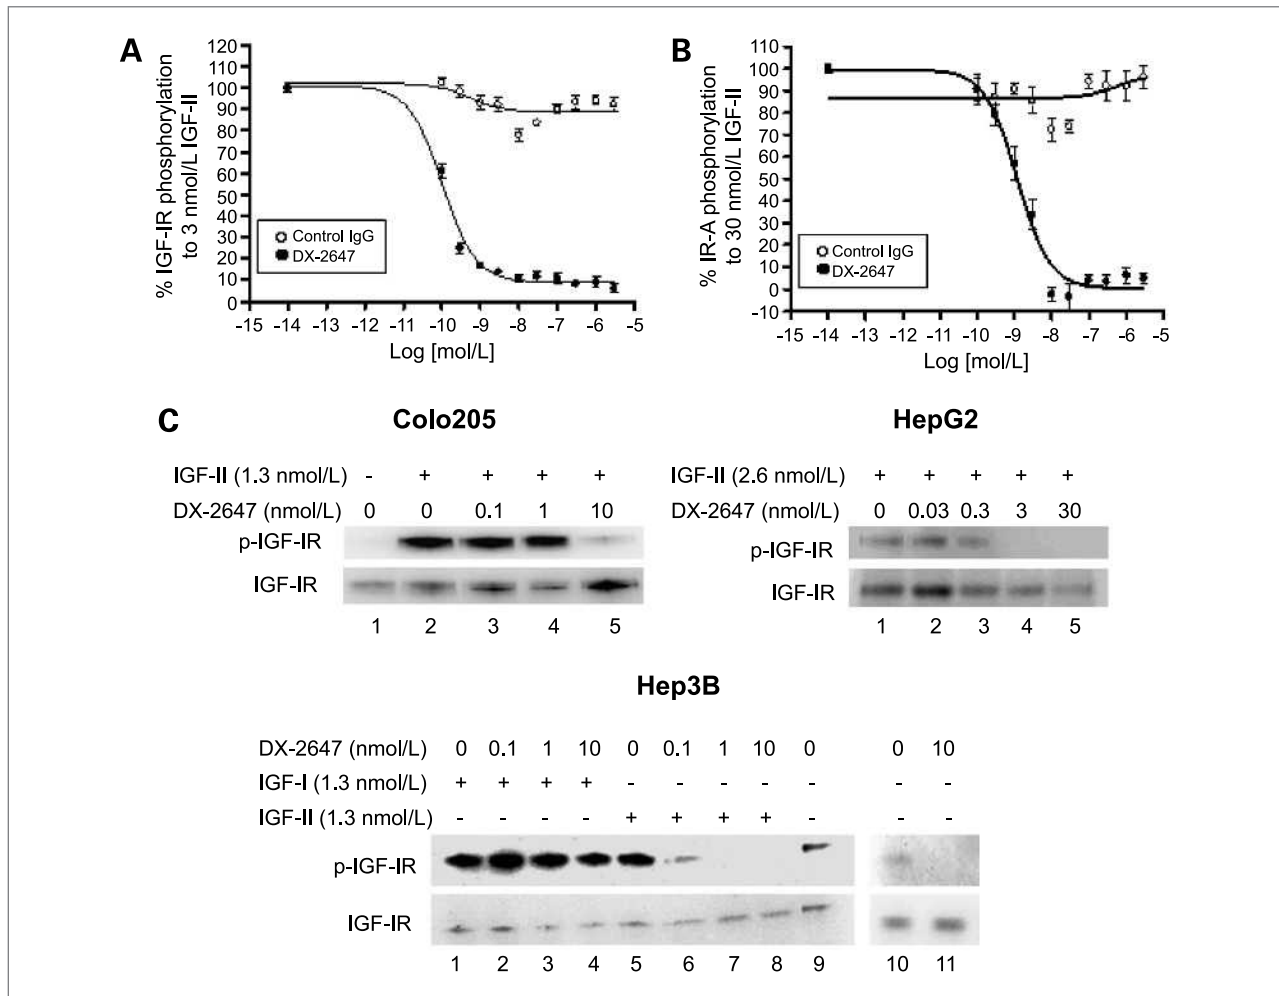 A
% IGF-IR phosphorylation
to 3 nmol/L IGF-II
120
110
100
90
80
70
60
50
40
30
20
10
0
Control IgG
DX-2647
-15 -14 -12 -11 -10 -9 -8 -7 -6 -5
Log [mol/L]
B
% IR-A phosphorylation
to 30 nmol/L IGF-II
110
100
90
80
70
60
50
40
30
20
10
0
-10
Control IgG
DX-2647
-15 -14 -12 -11 -10 -9 -8 -7 -6 -5
Log [mol/L]
C
Colo205
IGF-II (1.3 nmol/L) - + + + +
DX-2647 (nmol/L) 0 0 0.1 1 10
p-IGF-IR
IGF-IR
1 2 3 4 5
HepG2
IGF-II (2.6 nmol/L) + + + + +
DX-2647 (nmol/L) 0 0.03 0.3 3 30
p-IGF-IR
IGF-IR
1 2 3 4 5
Hep3B
DX-2647 (nmol/L) 0 0.1 1 10 0 0.1 1 10 0 0 10
IGF-I (1.3 nmol/L) + + + + - - - - - - -
IGF-II (1.3 nmol/L) - - - - + + + + - - -
p-IGF-IR
IGF-IR
1 2 3 4 5 6 7 8 9 10 11